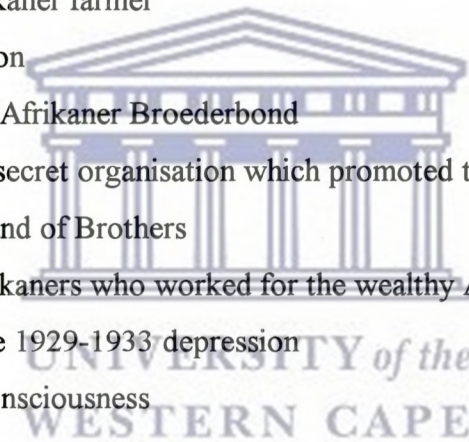 farmer
on
Afrikaner Broederbond
secret organisation which promoted
nd of Brothers
kaners who worked for the wealthy
e 1929-1933 depression
UNIVERSITY of the
nsciousness
WESTERN CAPE